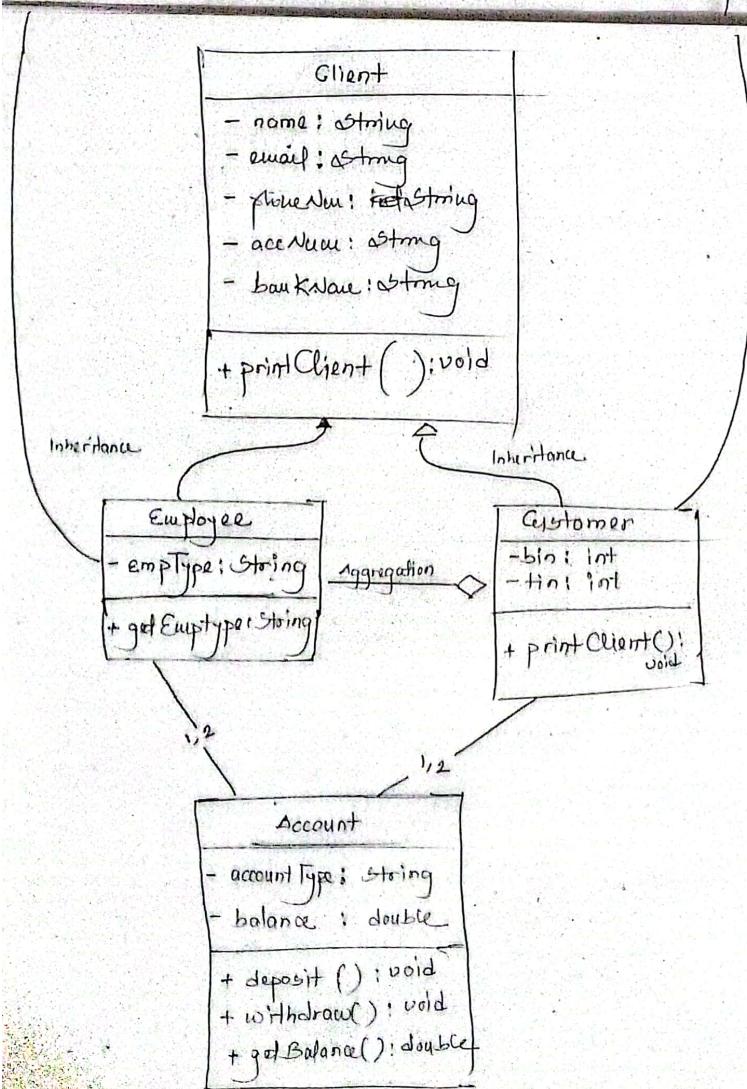 Client
- name : String
- email : String
- phoneNum : String
- accNum : String
- bankName : String
+ printClient ( ) : void
Inheritance
Inheritance
Employee
- empType : String
+ getEmptype : String
Aggregation
Customer
- bin : int
- tin : int
+ printClient() :
void
1,2
1,2
Account
- accountType : String
- balance : double
+ deposit () : void
+ withdraw() : void
+ getBalance() : double